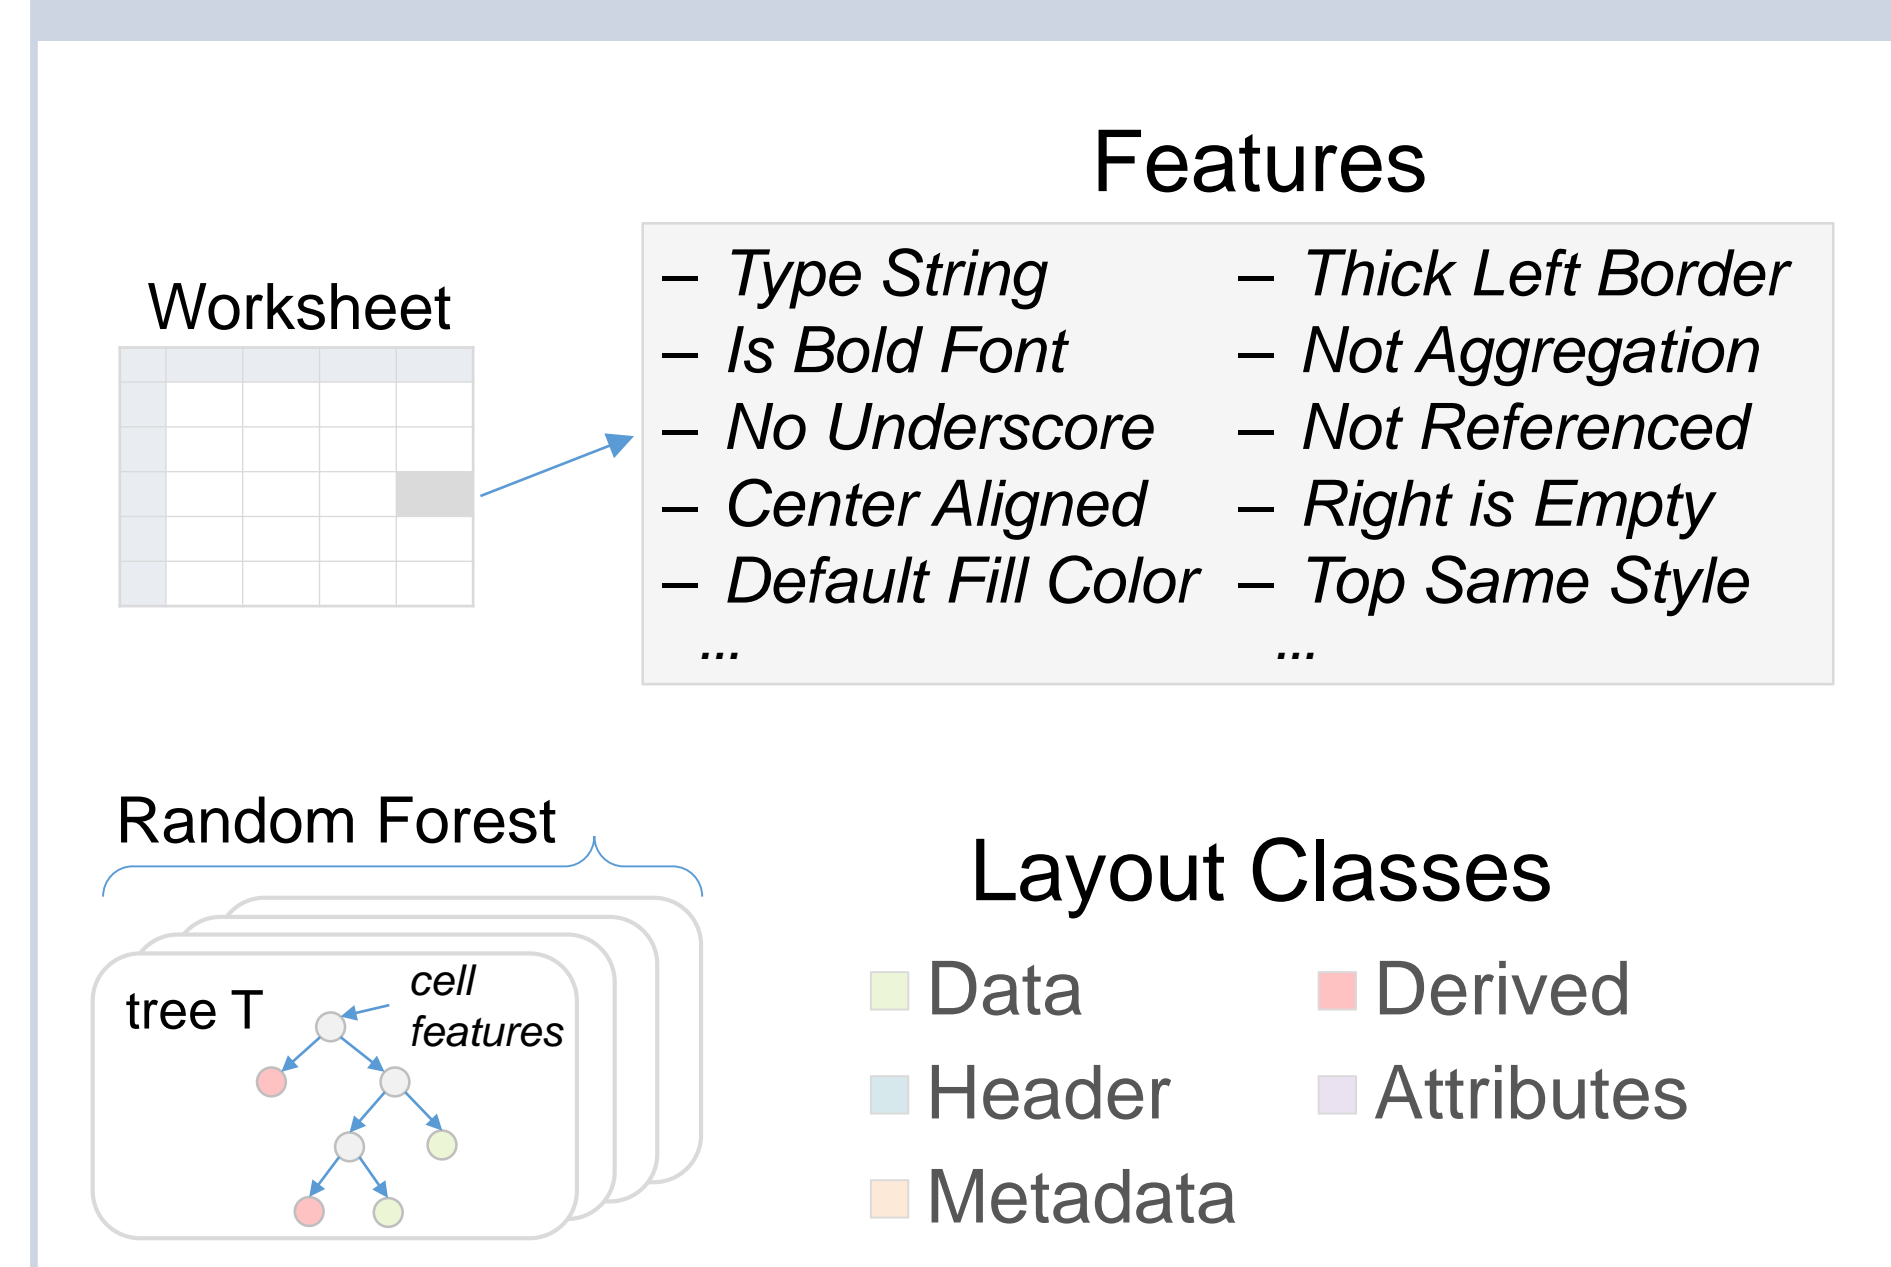 Features
Worksheet
– Type String
– Is Bold Font
– No Underscore
– Center Aligned
– Default Fill Color
...
– Thick Left Border
– Not Aggregation
– Not Referenced
– Right is Empty
– Top Same Style
...
Random Forest
tree T
cell
features
Layout Classes
Data
Derived
Header
Attributes
Metadata